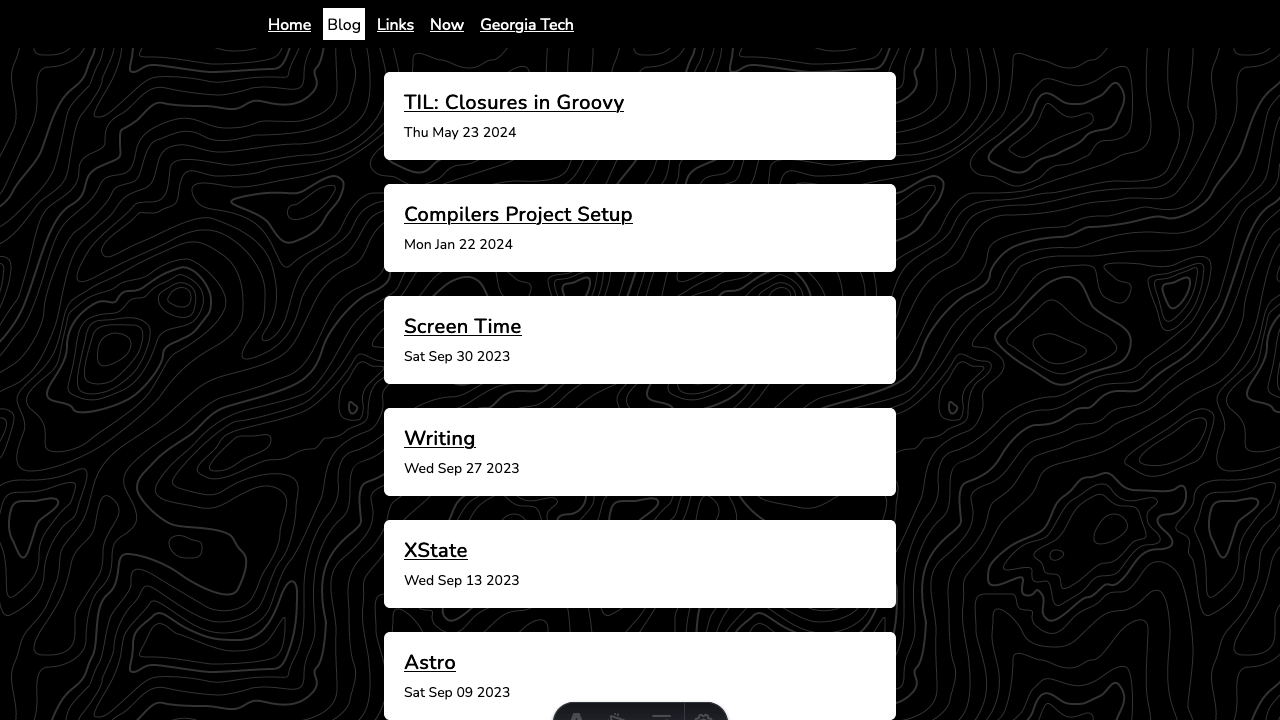 Home Blog Links Now Georgia Tech
TIL: Closures in Groovy
Thu May 23 2024
Compilers Project Setup
Mon Jan 22 2024
Screen Time
Sat Sep 30 2023
Writing
Wed Sep 27 2023
XState
Wed Sep 13 2023
Astro
Sat Sep 09 2023